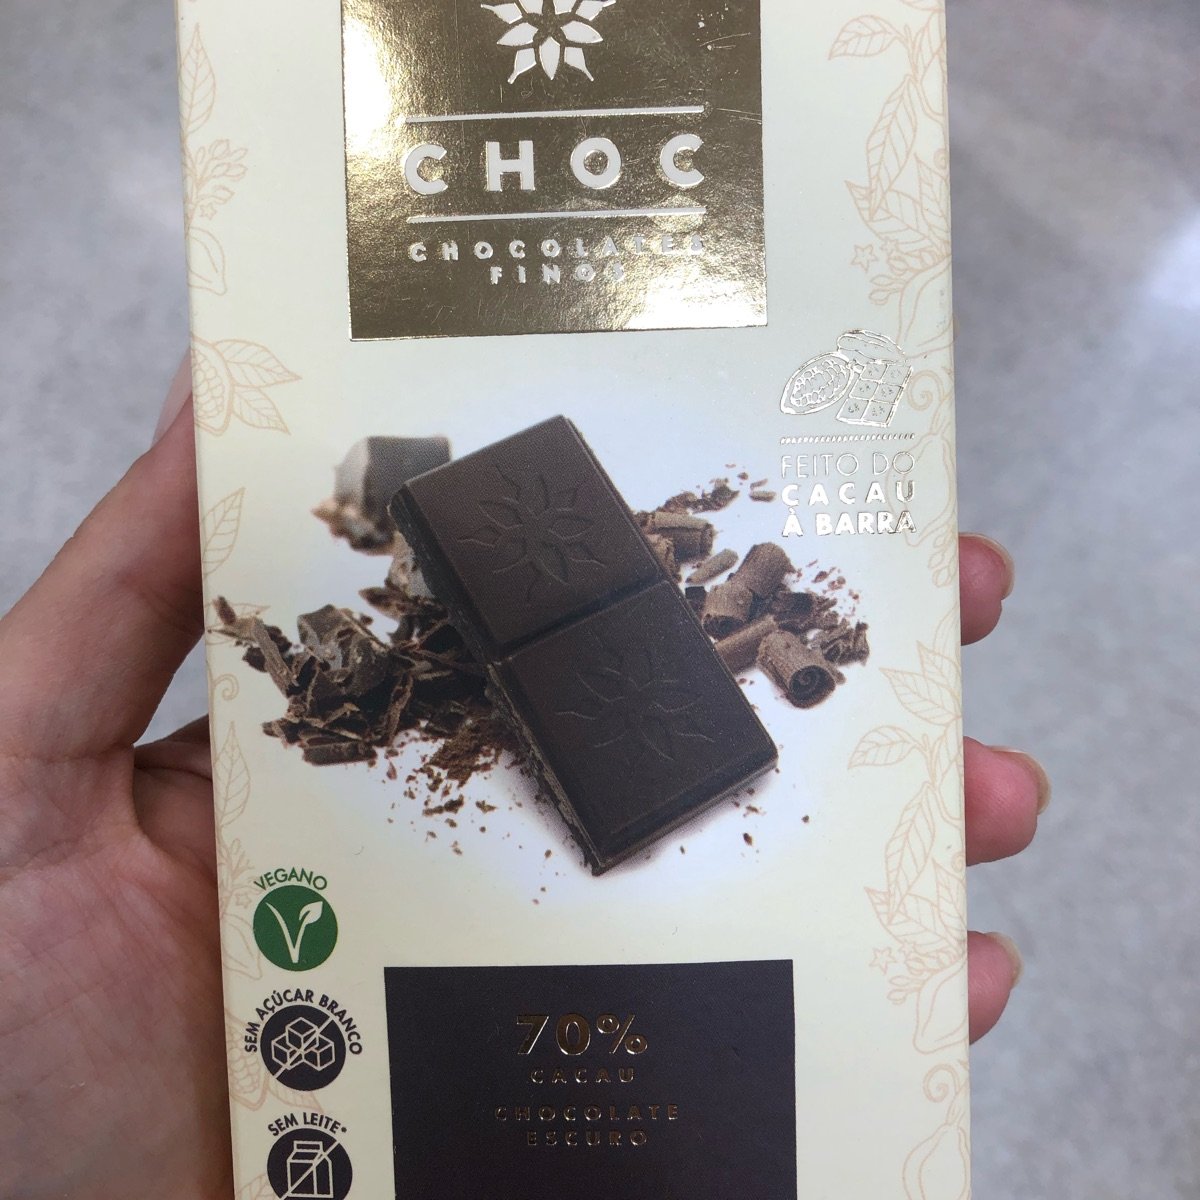 CHOC
CHOCOLATES
FINOS
FEITO DO
CACAU
À BARRA
VEGANO
SEM AÇÚCAR BRANCO
SEM LEITE*
70%
CACAU
CHOCOLATE
ESCURO